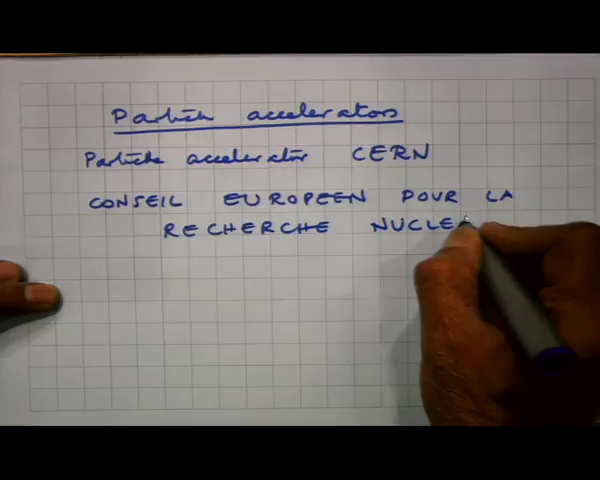 Particle accelerators
Particle accelerator CERN
CONSEIL EUROPEEN POUR LA
RECHERCHE NUCLE